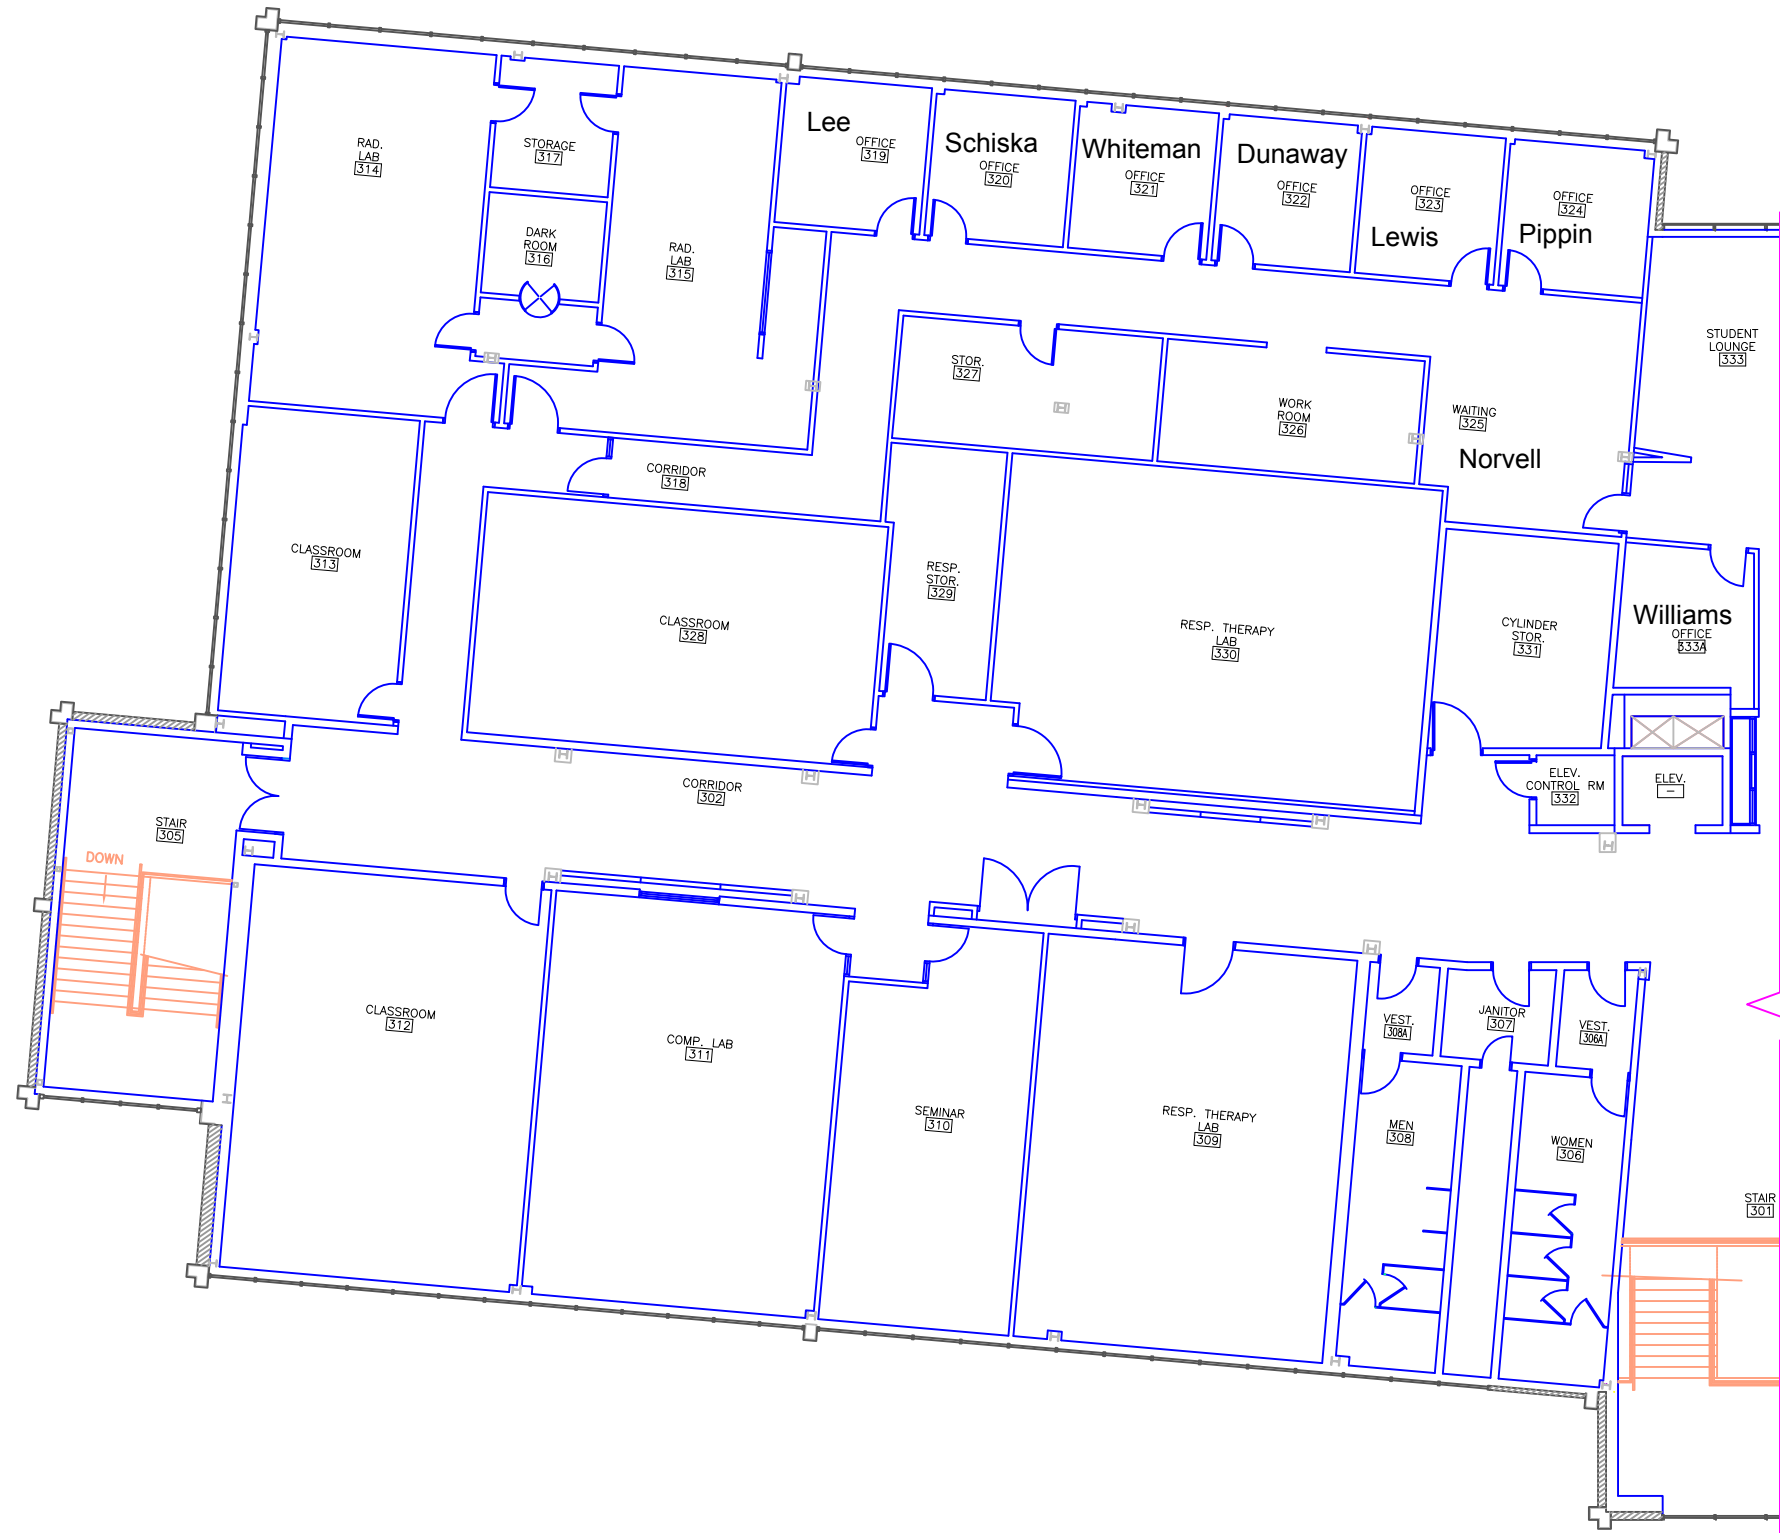 RAD.
LAB
314
STORAGE
317
DARK
ROOM
316
RAD.
LAB
315
Lee
OFFICE
319
Schiska
OFFICE
320
Whiteman
OFFICE
321
Dunaway
OFFICE
322
OFFICE
323
Lewis
OFFICE
324
Pippin
STUDENT
LOUNGE
333
STOR.
327
WORK
ROOM
326
WAITING
325
Norvell
CORRIDOR
318
CLASSROOM
313
CLASSROOM
328
RESP.
STOR.
329
RESP. THERAPY
LAB
330
CYLINDER
STOR.
331
Williams
OFFICE
333A
CORRIDOR
302
ELEV.
CONTROL RM
332
ELEV.
-
STAIR
305
DOWN
CLASSROOM
312
COMP. LAB
311
SEMINAR
310
RESP. THERAPY
LAB
309
VEST.
308A
JANITOR
307
VEST.
306A
MEN
308
WOMEN
306
STAIR
301